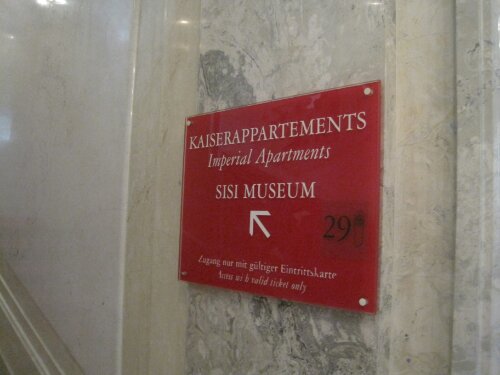 KAISERAPPARTEMENTS
Imperial Apartments
SISI MUSEUM
29
Zugang nur mit gültiger Eintrittskarte
Access with valid ticket only